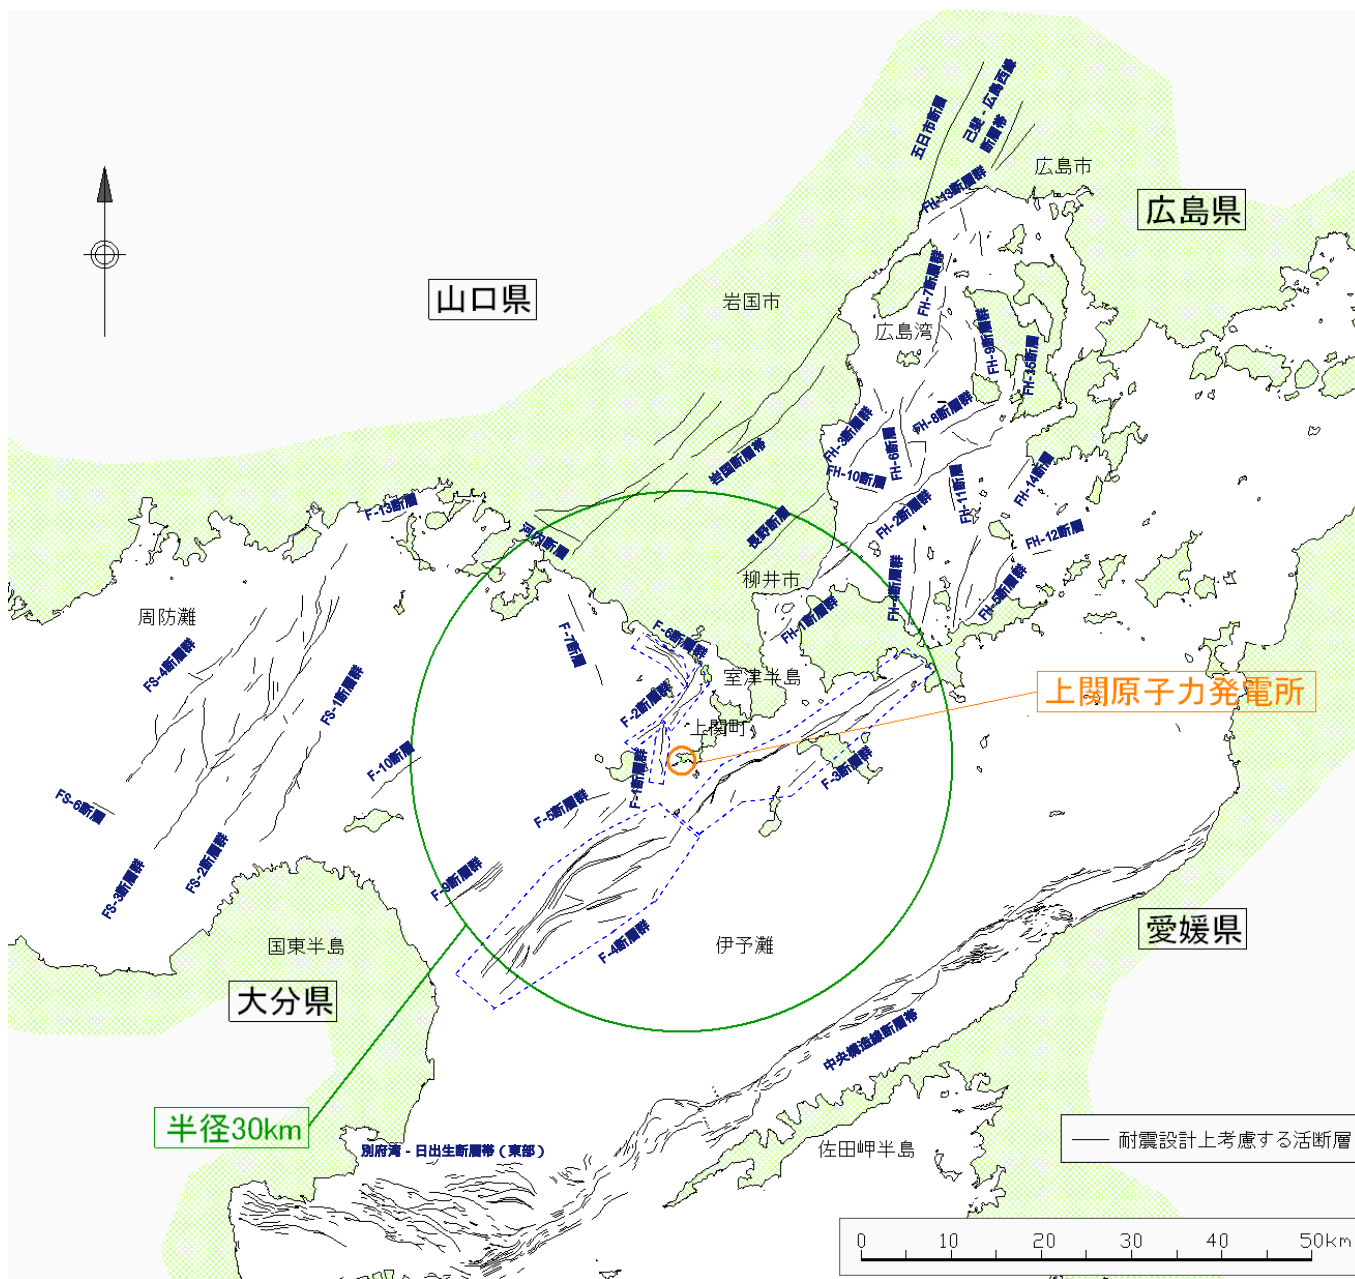 五日市断層
己斐－広島西縁
断層帯
広島市
FH-13断層群
広島県
FH-7断層群
山口県
岩国市
広島湾
FH-9断層群
FH-15断層
FH-3断層群
FH-8断層群
FH-6断層
岩国断層帯
FH-10断層
FH-14断層
FH-11断層
F-13断層
FH-2断層群
長野断層
河内断層
FH-12断層
柳井市
FH-4断層群
FH-5断層群
周防灘
FH-1断層群
F-7断層
F-6断層群
FS-4断層群
室津半島
FS-1断層群
F-2断層群
上関原子力発電所
上関町
F-10断層
F-1断層群
F-3断層群
FS-6断層
F-5断層群
FS-2断層群
FS-3断層群
F-9断層群
国東半島
F-4断層群
伊予灘
愛媛県
大分県
中央構造線断層帯
半径30km
別府湾－日出生断層帯（東部）
佐田岬半島
耐震設計上考慮する活断層
0 10 20 30 40 50km